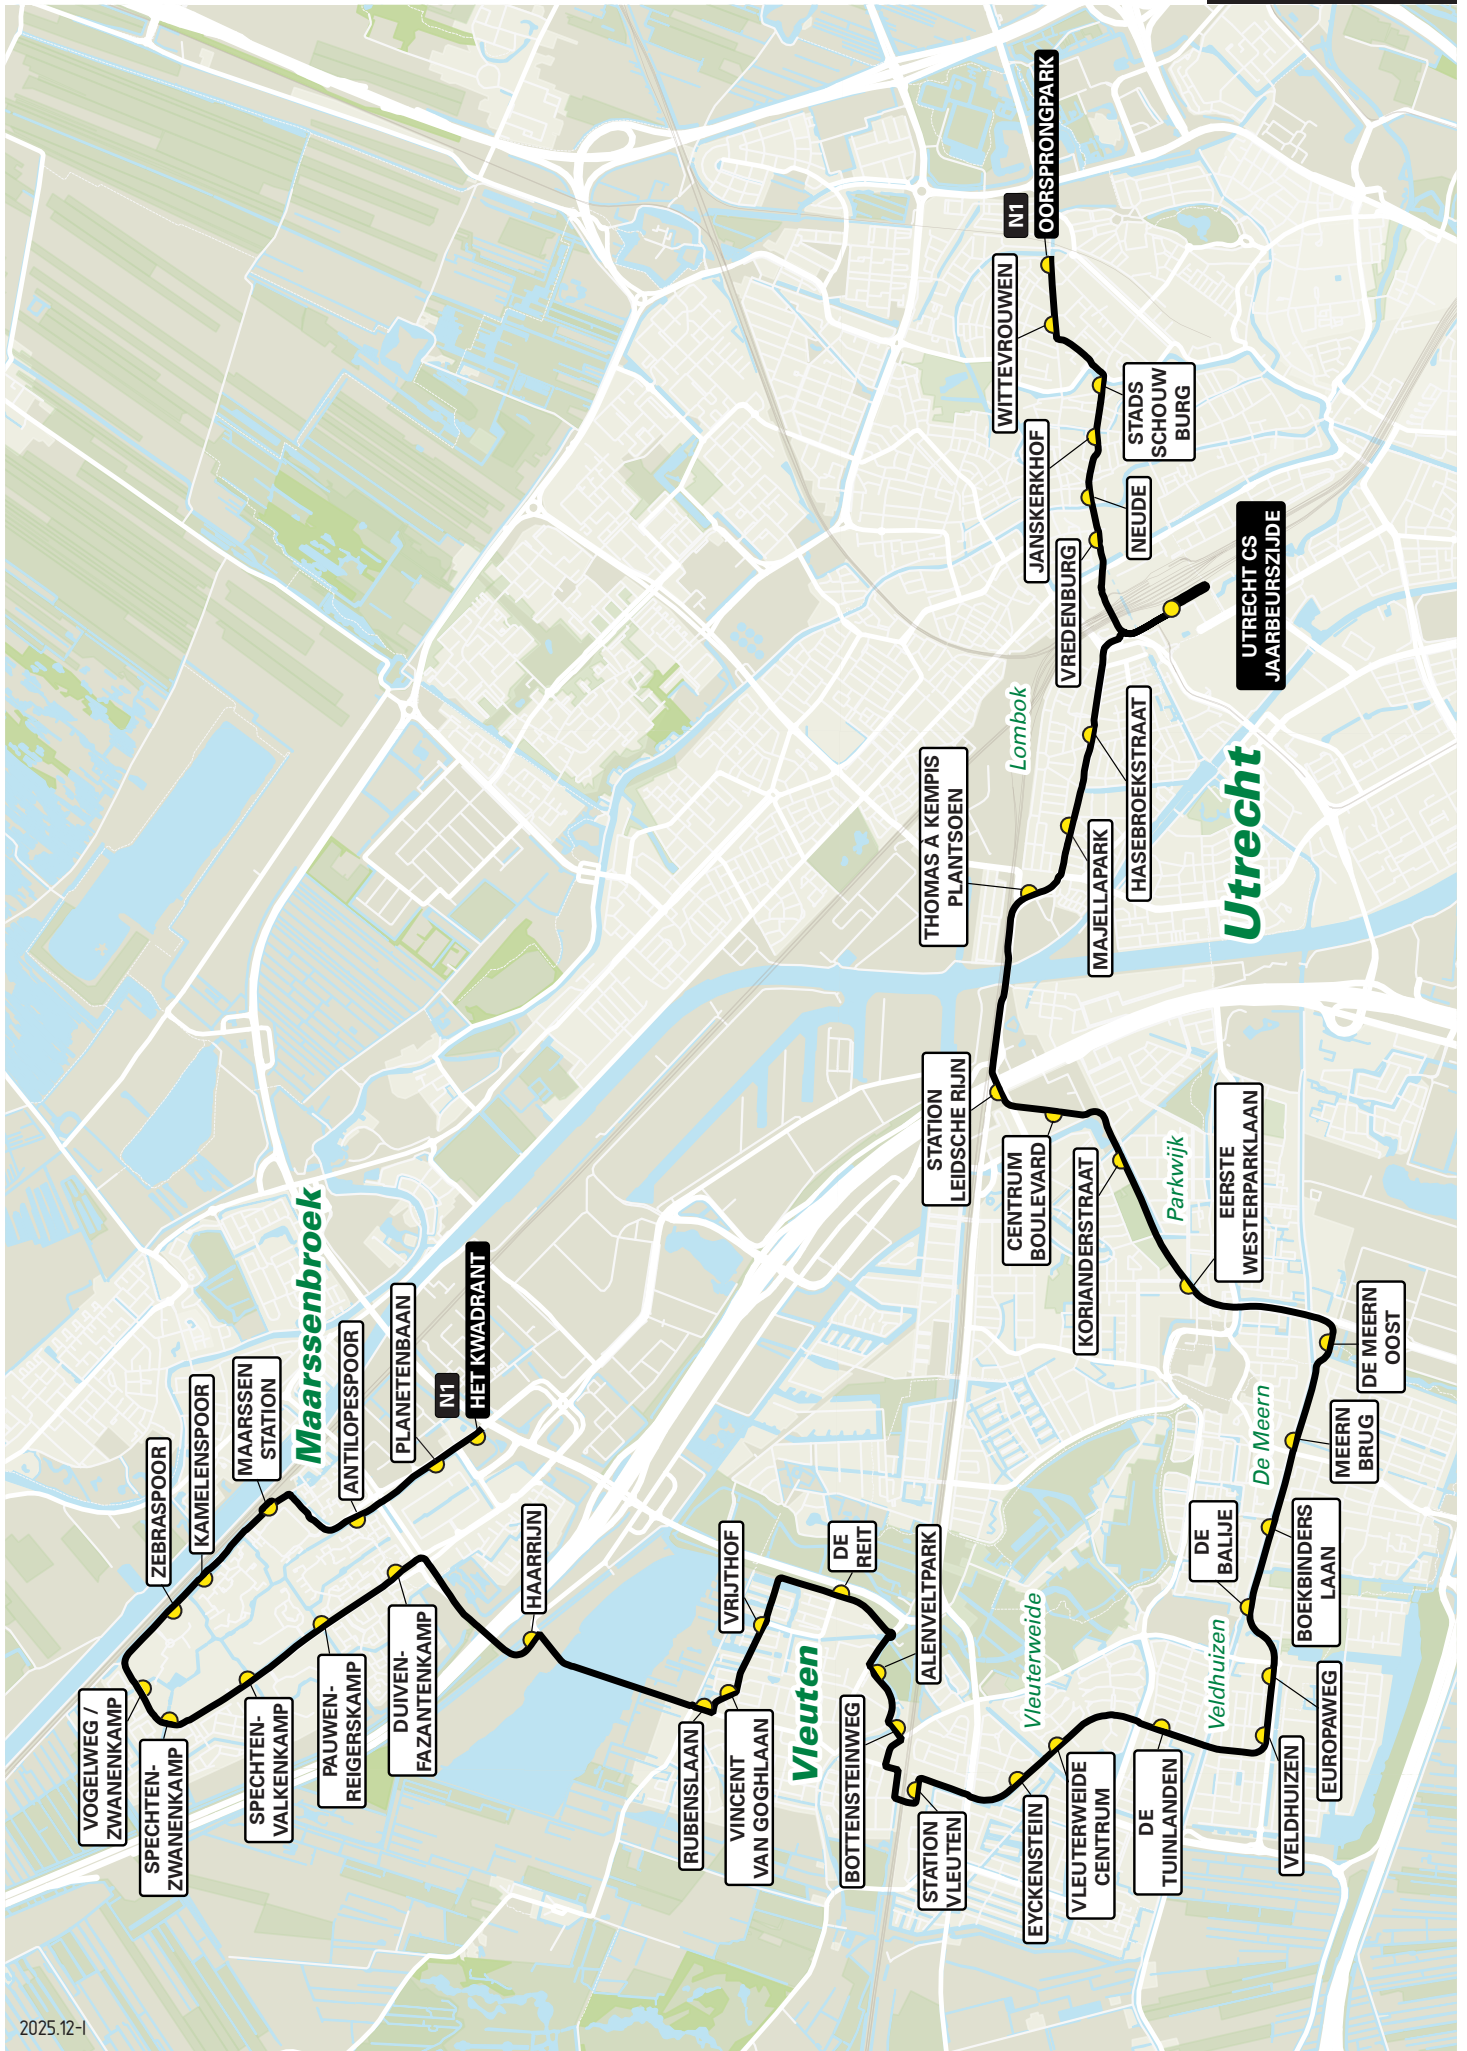 N1
OORSPRONGPARK
WITTEVROUWEN
STADS
SCHOUW
BURG
JANSKERKHOF
NEUDE
VREDENBURG
UTRECHT CS
JAARBEURSZIJDE
Lombok
HASEBROEKSTRAAT
Utrecht
MAJELLAPARK
THOMAS À KEMPIS
PLANTSOEN
STATION
LEIDSCHE RIJN
CENTRUM
BOULEVARD
KORIANDERSTRAAT
Parkwijk
EERSTE
WESTERPARKLAAN
DE MEERN
OOST
De Meern
MEERN
BRUG
BOEKBINDERS
LAAN
DE
BALIJE
Veldhuizen
EUROPAWEG
VELDHUIZEN
DE
TUINLANDEN
Vleuterweide
VLEUTERWEIDE
CENTRUM
EYCKENSTEIN
STATION
VLEUTEN
BOTTENSTEINWEG
ALENVELTPARK
DE
REIT
Vleuten
VRIJTHOF
VINCENT
VAN GOGHLAAN
RUBENSLAAN
HAARRIJN
DUIVEN-
FAZANTENKAMP
PAUWEN-
REIGERSKAMP
SPECHTEN-
VALKENKAMP
SPECHTEN-
ZWANENKAMP
VOGELWEG /
ZWANENKAMP
ZEBRASPOOR
KAMELENSPOOR
MAARSSEN
STATION
Maarssenbroek
ANTILOPESPOOR
PLANETENBAAN
N1
HET KWADRANT
2025.12-I